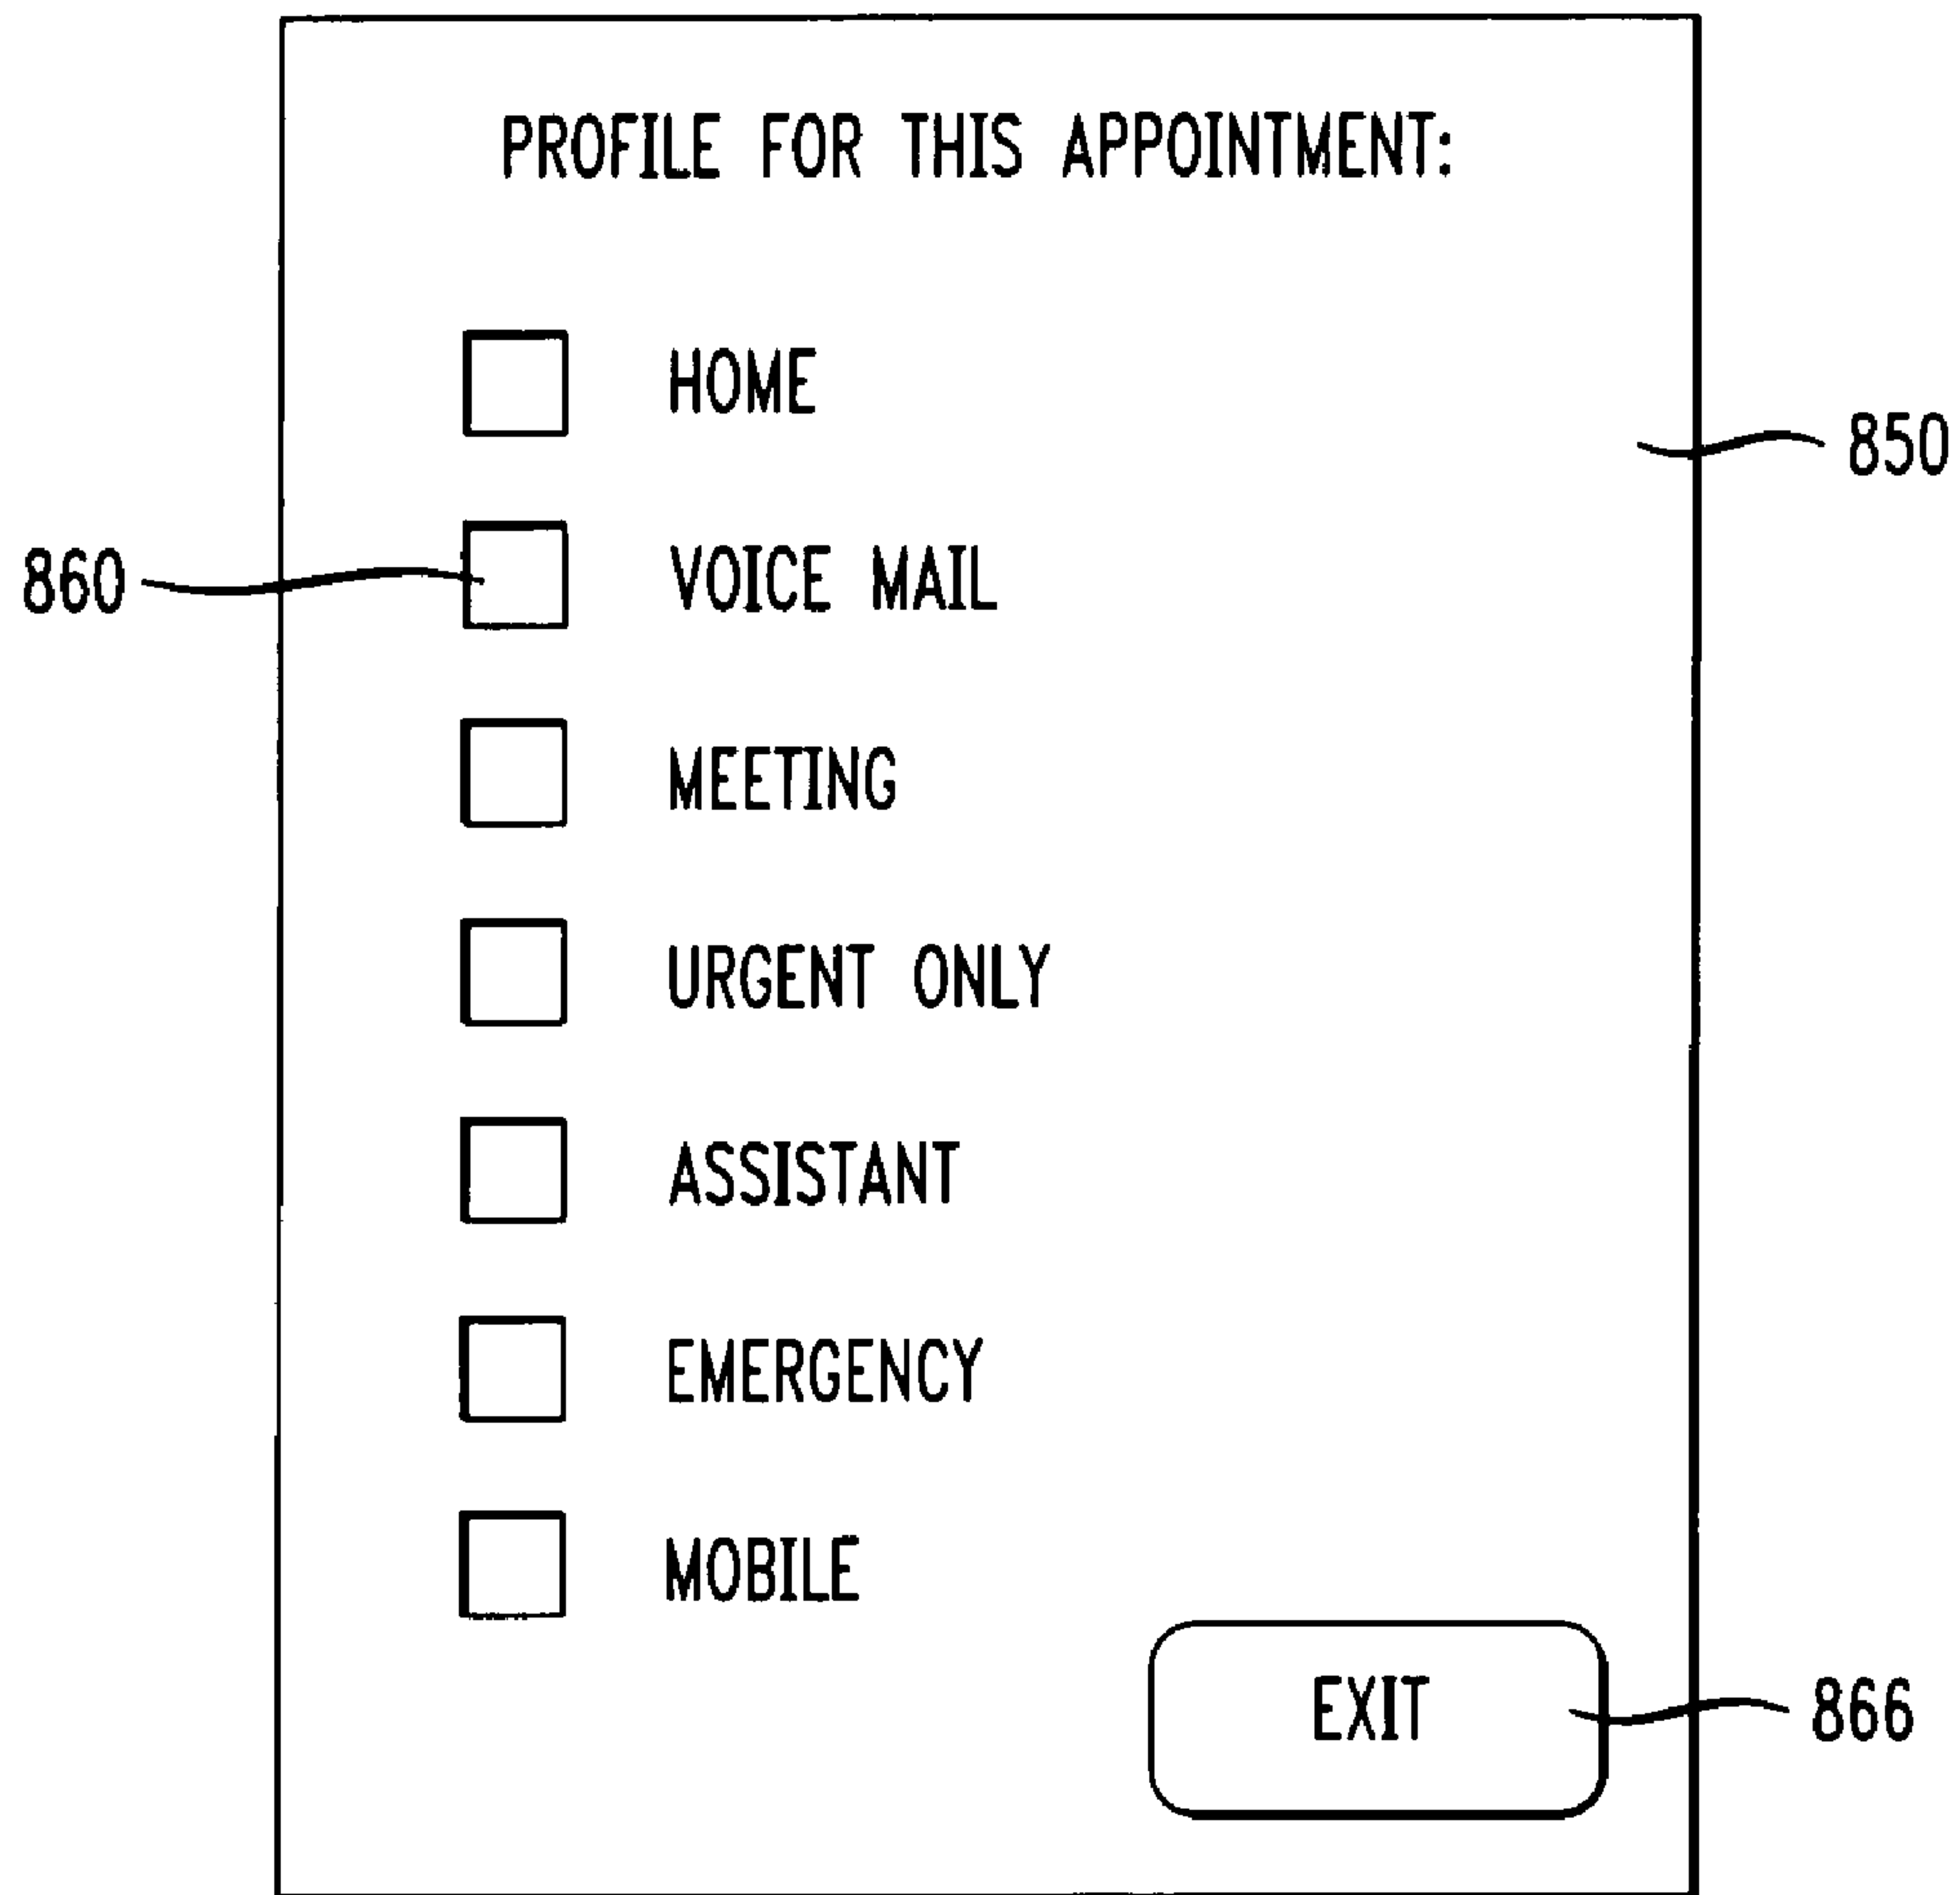 PROFILE FOR THIS APPOINTMENT:
HOME
850
860
VOICE MAIL
MEETING
URGENT ONLY
ASSISTANT
EMERGENCY
MOBILE
EXIT
866